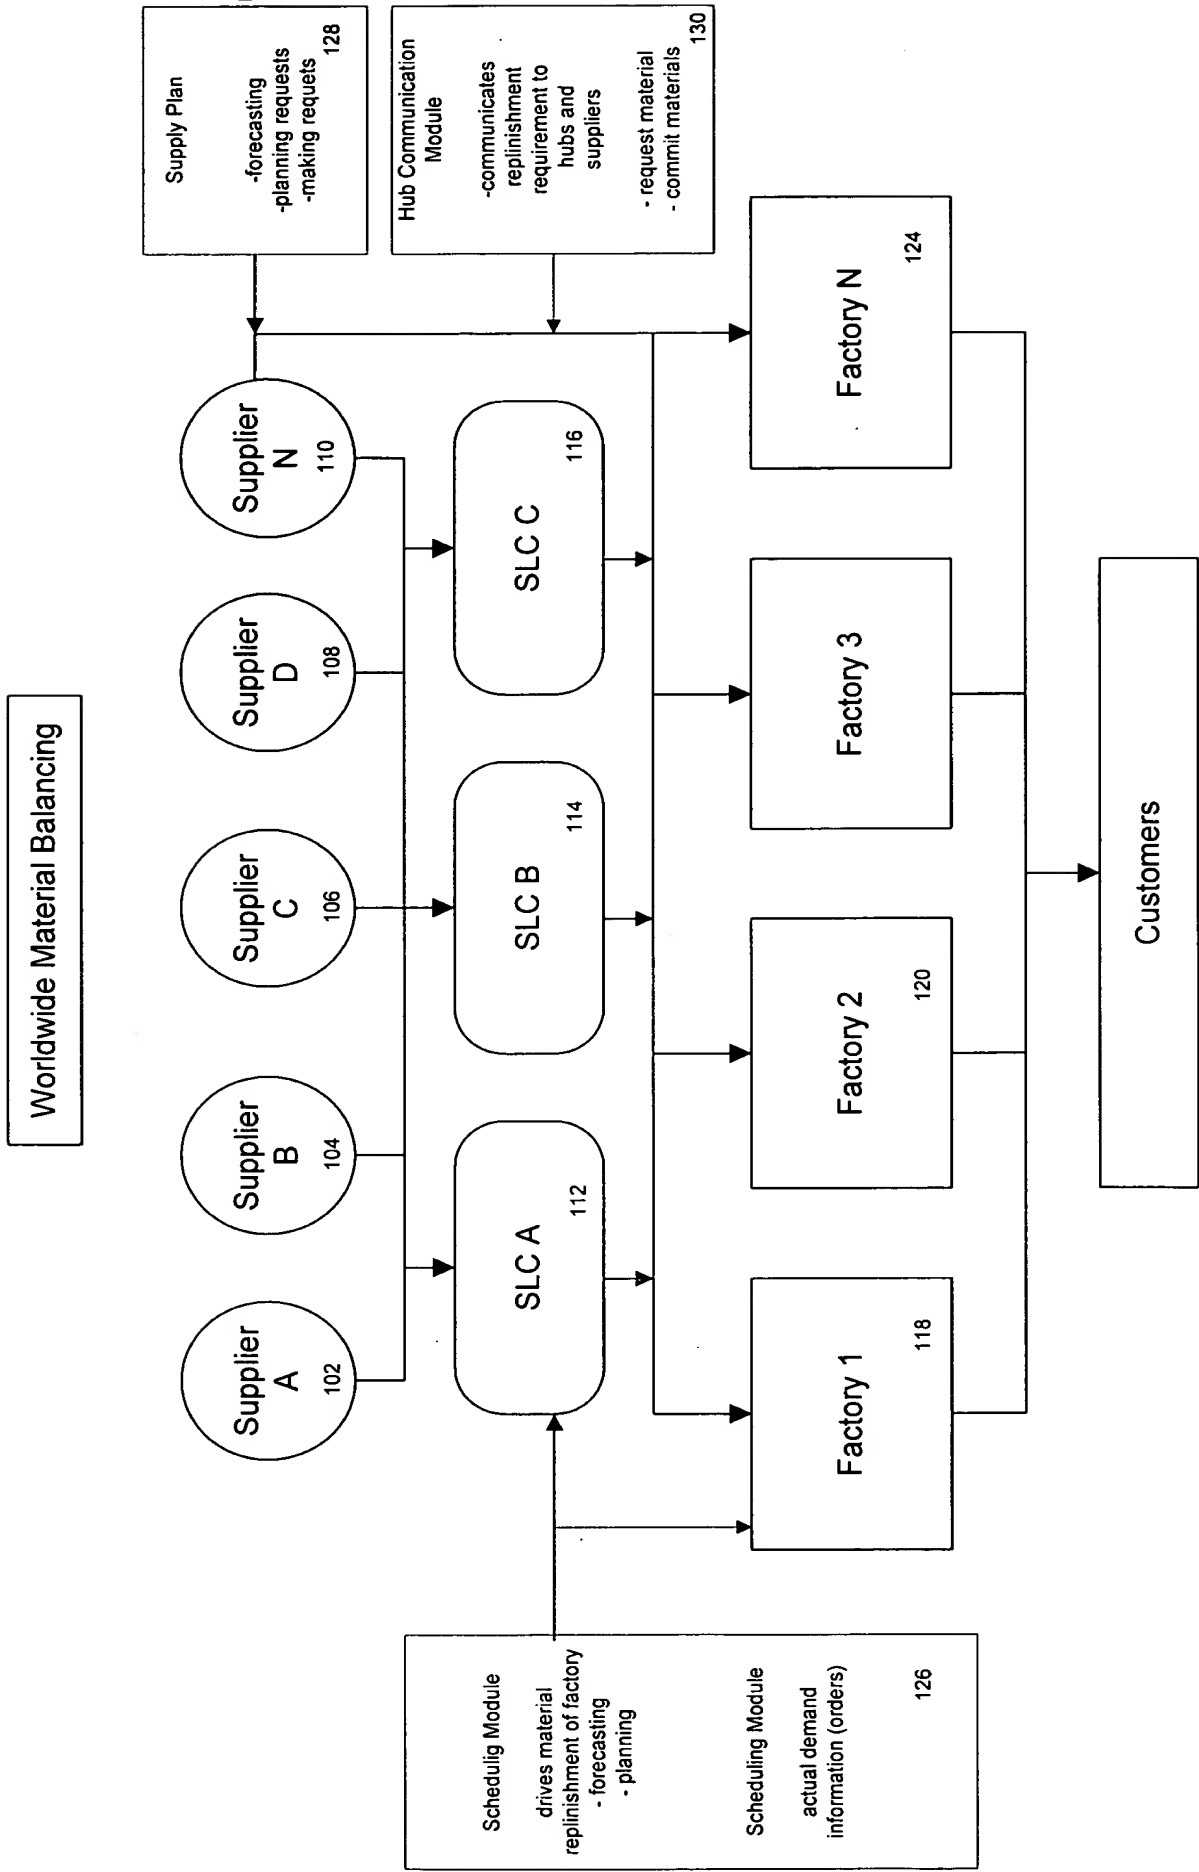 Worldwide Material Balancing
Supplier
A
102
Supplier
B
104
Supplier
C
106
Supplier
D
108
Supplier
N
110
Supply Plan
-forecasting
-planning requests
-making requets
128
Hub Communication
Module
-communicates
replinishment
requirement to
hubs and
suppliers
- request material
- commit materials
130
SLC A
112
SLC B
114
SLC C
116
Schedulig Module
drives material
replinishment of factory
- forecasting
- planning
Scheduling Module
actual demand
information (orders)
126
Factory 1
118
Factory 2
120
Factory 3
Factory N
124
Customers